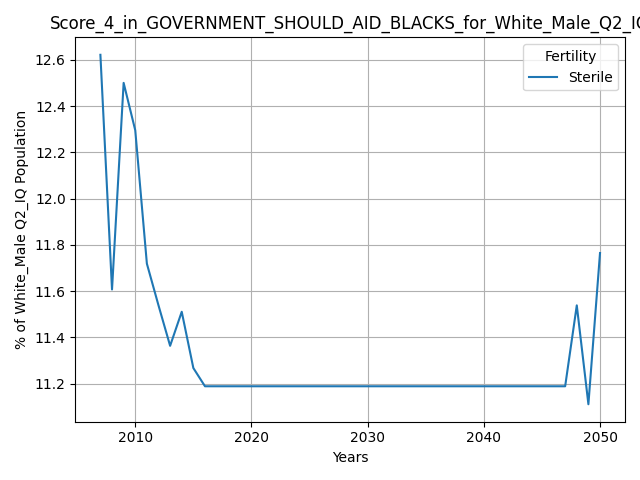 Score_4_in_GOVERNMENT_SHOULD_AID_BLACKS_for_White_Male_Q2_IQ
Fertility
Sterile
% of White_Male Q2_IQ Population
12.6
12.4
12.2
12.0
11.8
11.6
11.4
11.2
2010 2020 2030 2040 2050
Years